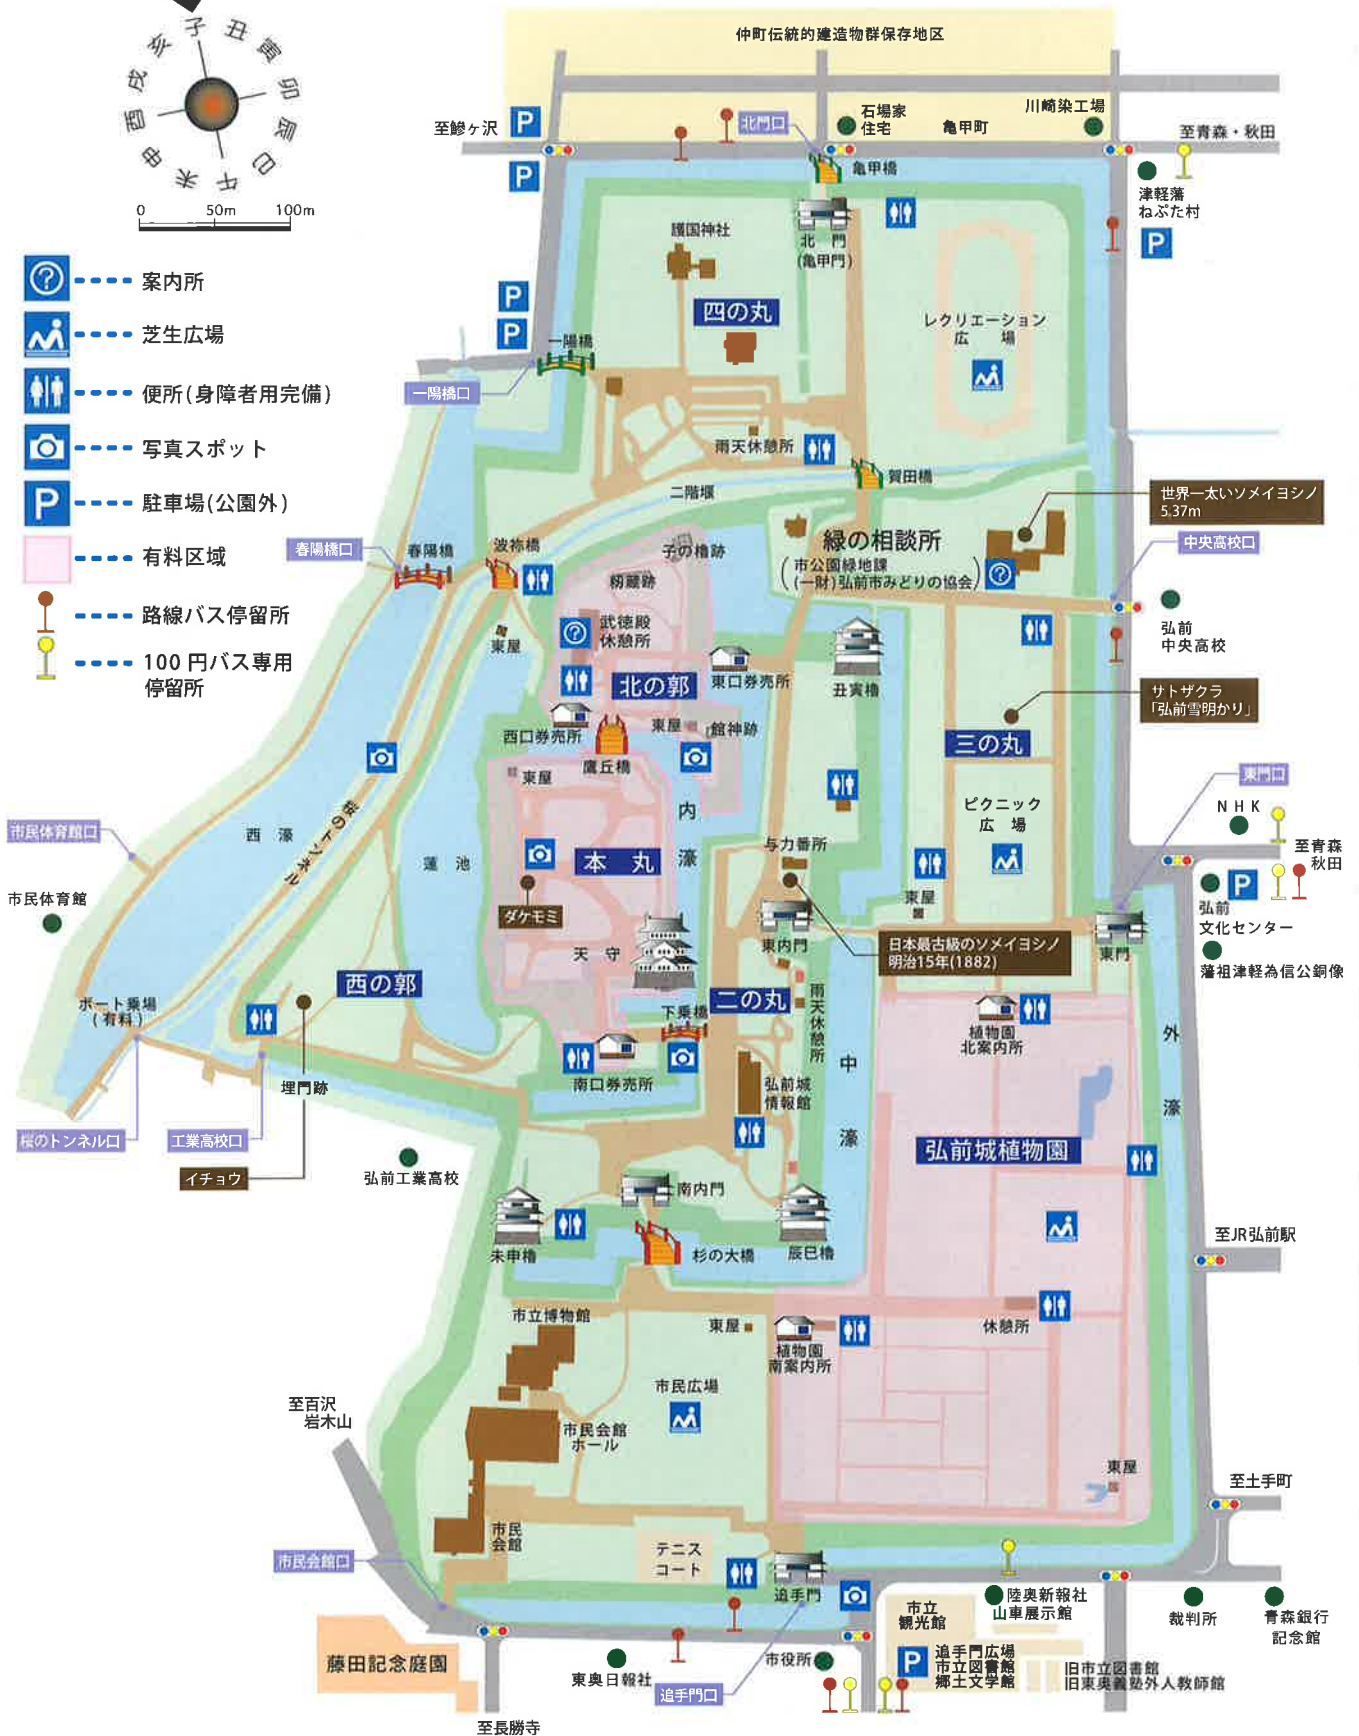 子
丑
寅
卯
辰
巳
午
未
申
酉
戌
亥
0 50m 100m
案内所
芝生広場
便所(身障者用完備)
写真スポット
P 駐車場(公園外)
有料区域
路線バス停留所
100円バス専用
停留所
仲町伝統的建造物群保存地区
至鰺ヶ沢
P
P
北門口
石場家
住宅
亀甲町
川崎染工場
至青森・秋田
亀甲橋
津軽藩
ねぷた村
P
北門
(亀甲門)
護国神社
四の丸
レクリエーション
広場
P
P
一陽橋
一陽橋口
雨天休憩所
賀田橋
二階堰
世界一太いソメイヨシノ
5.37m
中央高校口
緑の相談所
(市公園緑地課
(一財)弘前市みどりの協会)
春陽橋口
春陽橋
波祢橋
子の櫓跡
籾蔵跡
武徳殿
休憩所
東屋
弘前
中央高校
北の郭
東口券売所
丑寅櫓
サトザクラ
「弘前雪明かり」
西口券売所
東屋
館神跡
三の丸
鷹丘橋
東屋
東門口
ピクニック
広場
NHK
内濠
市民体育館口
西濠
桜のトンネル
蓮池
本丸
与力番所
至青森
秋田
P
弘前
文化センター
市民体育館
ダケモミ
東屋
東内門
日本最古級のソメイヨシノ
明治15年(1882)
東門
藩祖津軽為信公銅像
天守
西の郭
二の丸
ボート乗場
(有料)
下乗橋
雨天休憩所
植物園
北案内所
外濠
埋門跡
南口券売所
弘前城
情報館
中濠
桜のトンネル口
工業高校口
イチョウ
弘前工業高校
弘前城植物園
南内門
未申櫓
杉の大橋
辰巳櫓
至JR弘前駅
市立博物館
東屋
植物園
南案内所
休憩所
市民広場
至百沢
岩木山
市民会館
ホール
東屋
至土手町
市民
会館
テニス
コート
市民会館口
追手門
市立
観光館
陸奥新報社
山車展示館
裁判所
青森銀行
記念館
藤田記念庭園
東奥日報社
市役所
P
追手門広場
市立図書館
郷土文学館
旧市立図書館
旧東奥義塾外人教師館
追手門口
至長勝寺